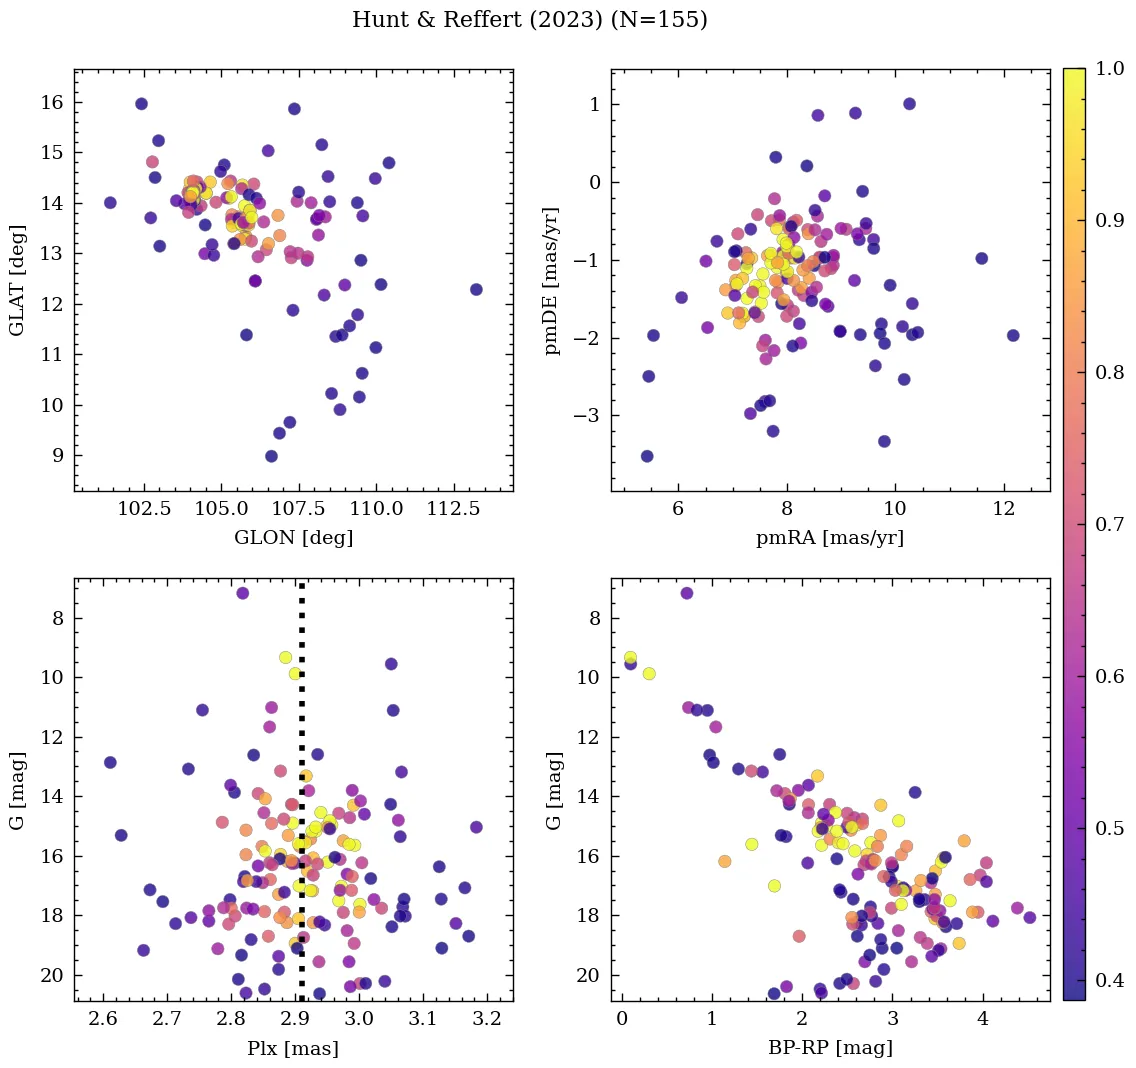 Hunt & Reffert (2023) (N=155)
16
15
14
13
12
11
10
9
GLAT [deg]
102.5 105.0 107.5 110.0 112.5
GLON [deg]
1
0
−1
−2
−3
pmDE [mas/yr]
6 8 10 12
pmRA [mas/yr]
8
10
12
14
16
18
20
G [mag]
2.6 2.7 2.8 2.9 3.0 3.1 3.2
Plx [mas]
8
10
12
14
16
18
20
G [mag]
0 1 2 3 4
BP-RP [mag]
1.0
0.9
0.8
0.7
0.6
0.5
0.4